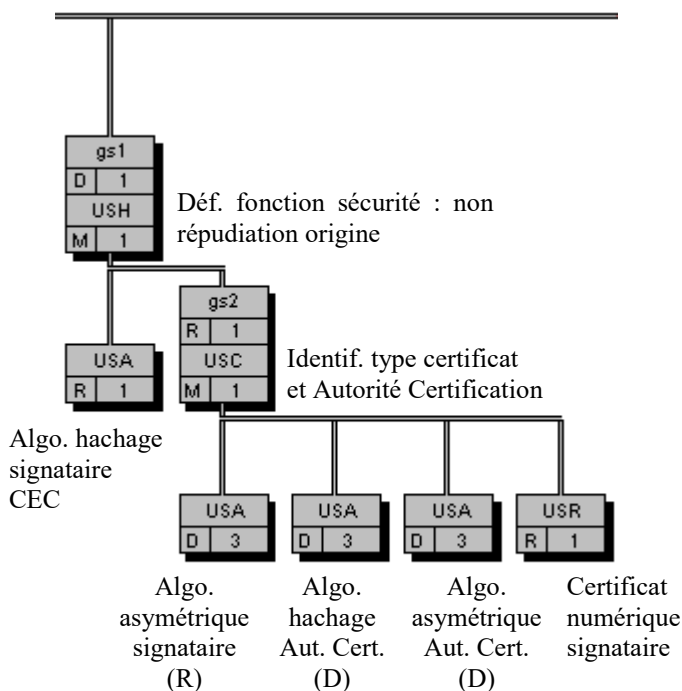 gs1
D 1
USH
M 1
Déf. fonction sécurité : non
répudiation origine
gs2
R 1
USC
M 1
Identif. type certificat
et Autorité Certification
USA
R 1
Algo. hachage
signataire
CEC
USA
D 3
USA
D 3
USA
D 3
USR
R 1
Algo.
asymétrique
signataire
(R)
Algo.
hachage
Aut. Cert.
(D)
Algo.
asymétrique
Aut. Cert.
(D)
Certificat
numérique
signataire